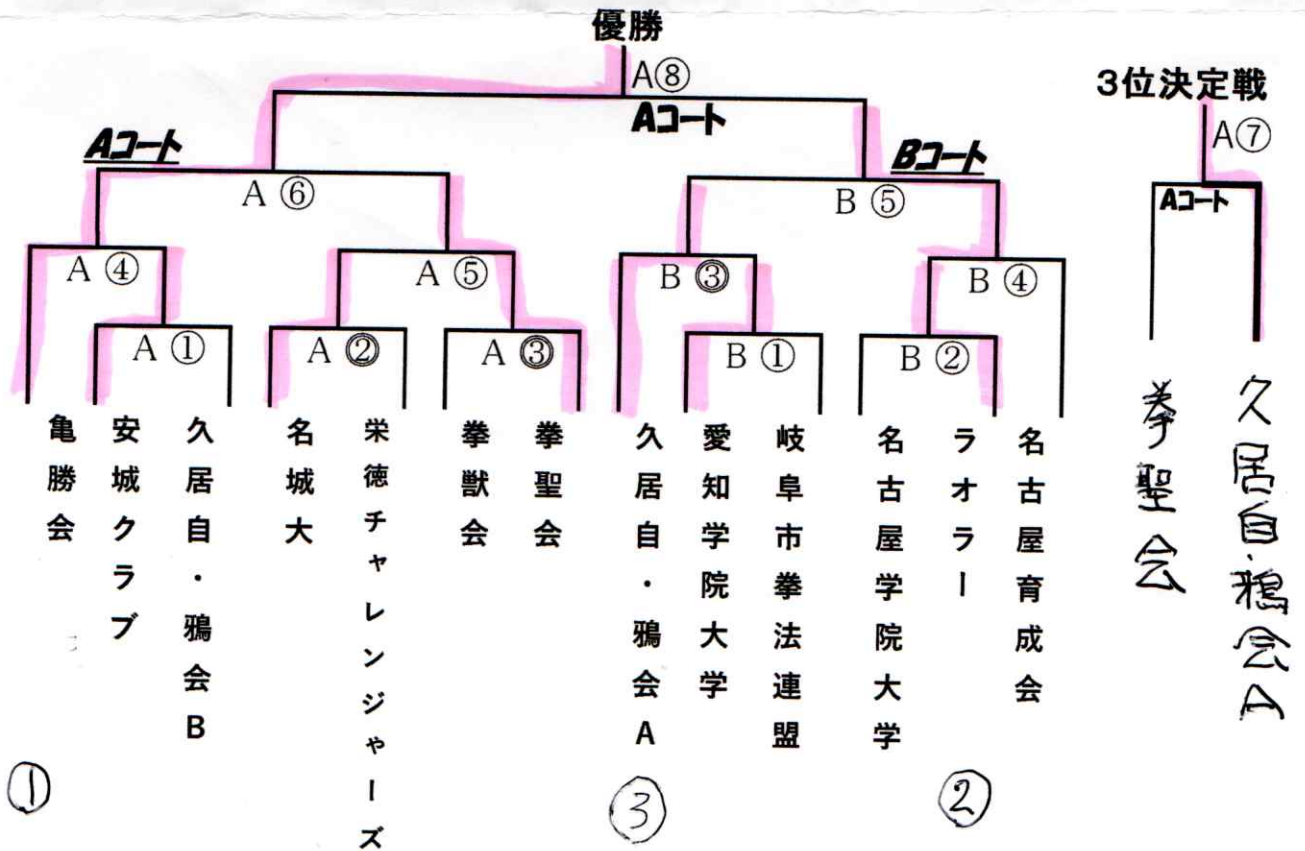 優勝
A⑧
Aコート
3位決定戦
A⑦
Aコート
Aコート
A⑥
Bコート
B⑤
A④
A⑤
B③
B④
A①
A②
A③
B①
B②
亀勝会
安城クラブ
久居自・鴉会B
名城大
栄徳チャレンジャーズ
拳獣会
拳聖会
久居自・鴉会A
愛知学院大学
岐阜市拳法連盟
名古屋学院大学
ラオラー
名古屋育成会
拳聖会
久居自・鴉会A
①
③
②